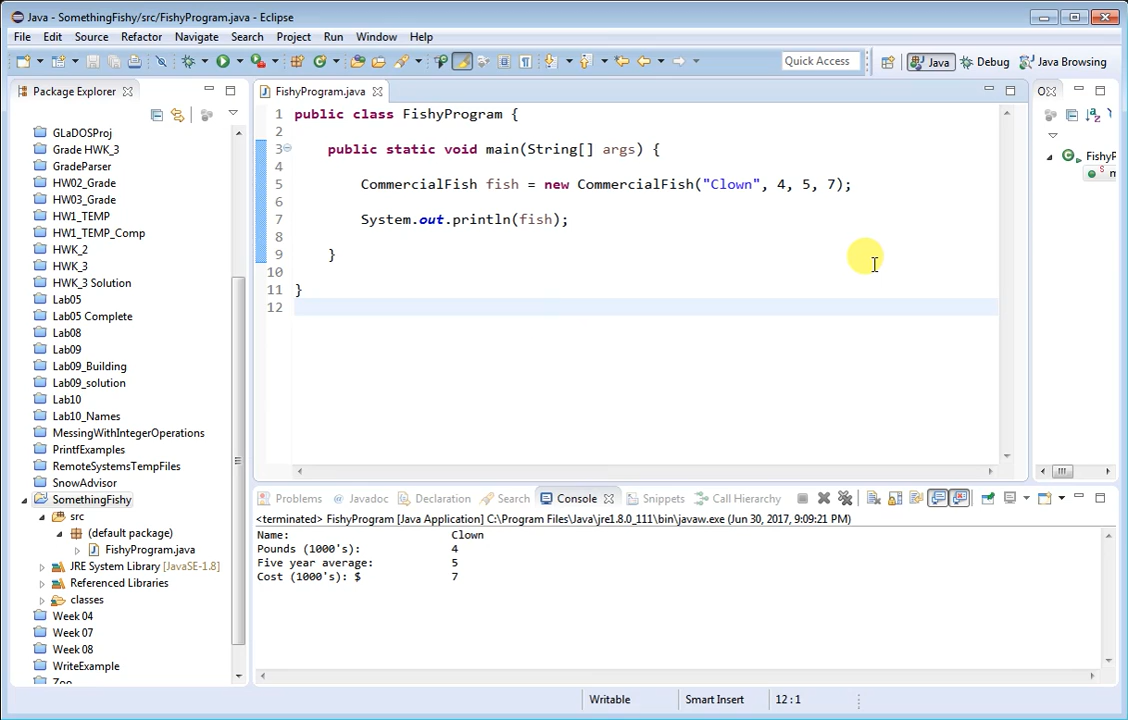 Java - SomethingFishy/src/FishyProgram.java - Eclipse
File Edit Source Refactor Navigate Search Project Run Window Help
Quick Access Java Debug Java Browsing
Package Explorer
GLaDOSProj
Grade HWK_3
GradeParser
HW02_Grade
HW03_Grade
HW1_TEMP
HW1_TEMP_Comp
HWK_2
HWK_3
HWK_3 Solution
Lab05
Lab05 Complete
Lab08
Lab09
Lab09_Building
Lab09_solution
Lab10
Lab10_Names
MessingWithIntegerOperations
PrintfExamples
RemoteSystemsTempFiles
SnowAdvisor
SomethingFishy
src
(default package)
FishyProgram.java
JRE System Library [JavaSE-1.8]
Referenced Libraries
classes
Week 04
Week 07
Week 08
WriteExample
Zoo
FishyProgram.java
1 public class FishyProgram {
2
3 public static void main(String[] args) {
4
5 CommercialFish fish = new CommercialFish("Clown", 4, 5, 7);
6
7 System.out.println(fish);
8
9 }
10
11 }
12
O
FishyP
m
Problems Javadoc Declaration Search Console Snippets Call Hierarchy
<terminated> FishyProgram [Java Application] C:\Program Files\Java\jre1.8.0_111\bin\javaw.exe (Jun 30, 2017, 9:09:21 PM)
Name: Clown
Pounds (1000's): 4
Five year average: 5
Cost (1000's): $ 7
Writable Smart Insert 12 : 1